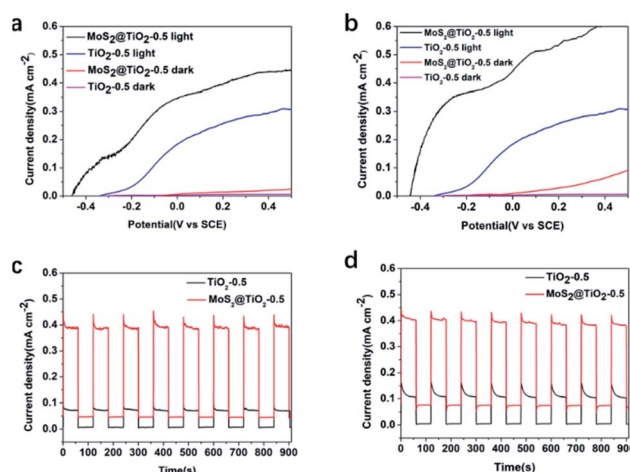 a
MoS2@TiO2-0.5 light
TiO2-0.5 light
MoS2@TiO2-0.5 dark
TiO2-0.5 dark
Current density(mA cm-2)
0.6
0.5
0.4
0.3
0.2
0.1
0.0
-0.4 -0.2 0.0 0.2 0.4
Potential(V vs SCE)
b
MoS2@TiO2-0.5 light
TiO2-0.5 light
MoS2@TiO2-0.5 dark
TiO2-0.5 dark
Current density(mA cm-2)
0.6
0.5
0.4
0.3
0.2
0.1
0.0
-0.4 -0.2 0.0 0.2 0.4
Potential(V vs SCE)
c
TiO2-0.5
MoS2@TiO2-0.5
Current density(mA cm-2)
0.6
0.5
0.4
0.3
0.2
0.1
0.0
0 100 200 300 400 500 600 700 800 900
Time(s)
d
TiO2-0.5
MoS2@TiO2-0.5
Current density(mA cm-2)
0.6
0.5
0.4
0.3
0.2
0.1
0.0
0 100 200 300 400 500 600 700 800 900
Time(s)